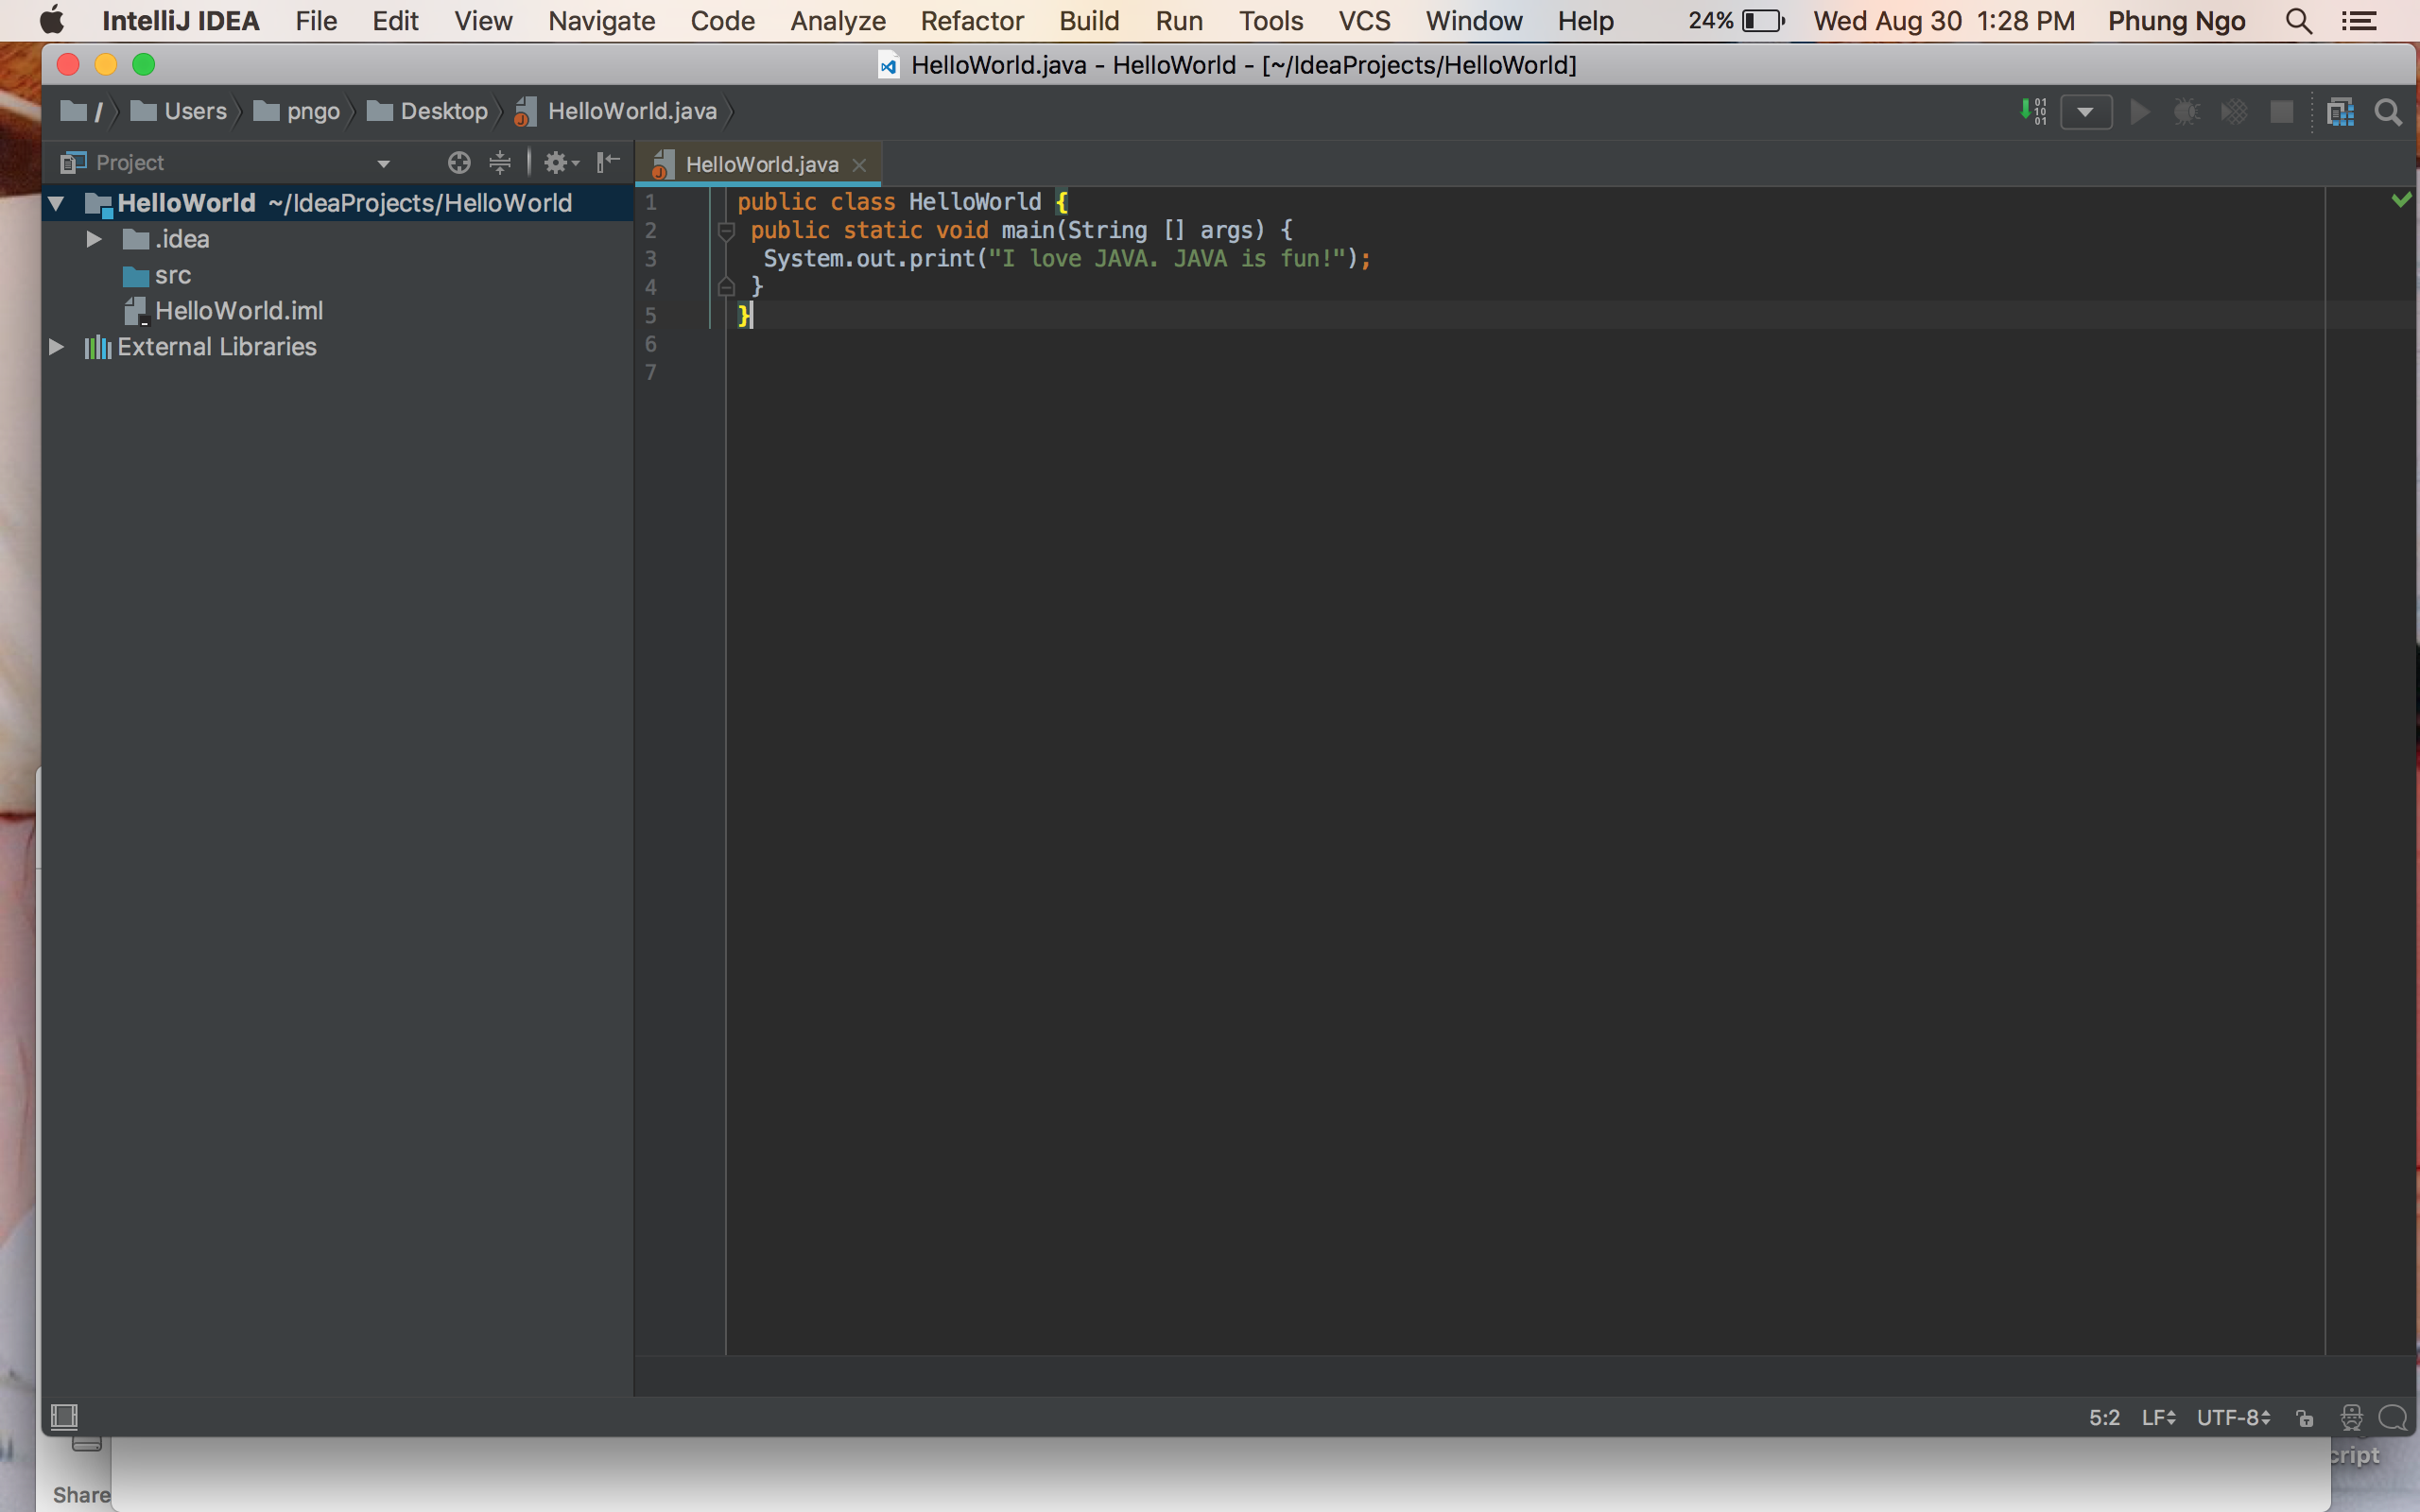 IntelliJ IDEA File Edit View Navigate Code Analyze Refactor Build Run Tools VCS Window Help 24% Wed Aug 30 1:28 PM Phung Ngo
HelloWorld.java - HelloWorld - [~/IdeaProjects/HelloWorld]
/ Users pngo Desktop HelloWorld.java
Project
HelloWorld.java
HelloWorld ~/IdeaProjects/HelloWorld
.idea
src
HelloWorld.iml
External Libraries
1 public class HelloWorld {
2 public static void main(String [] args) {
3 System.out.print("I love JAVA. JAVA is fun!");
4 }
5 }
6
7
5:2 LF UTF-8
cript
Share